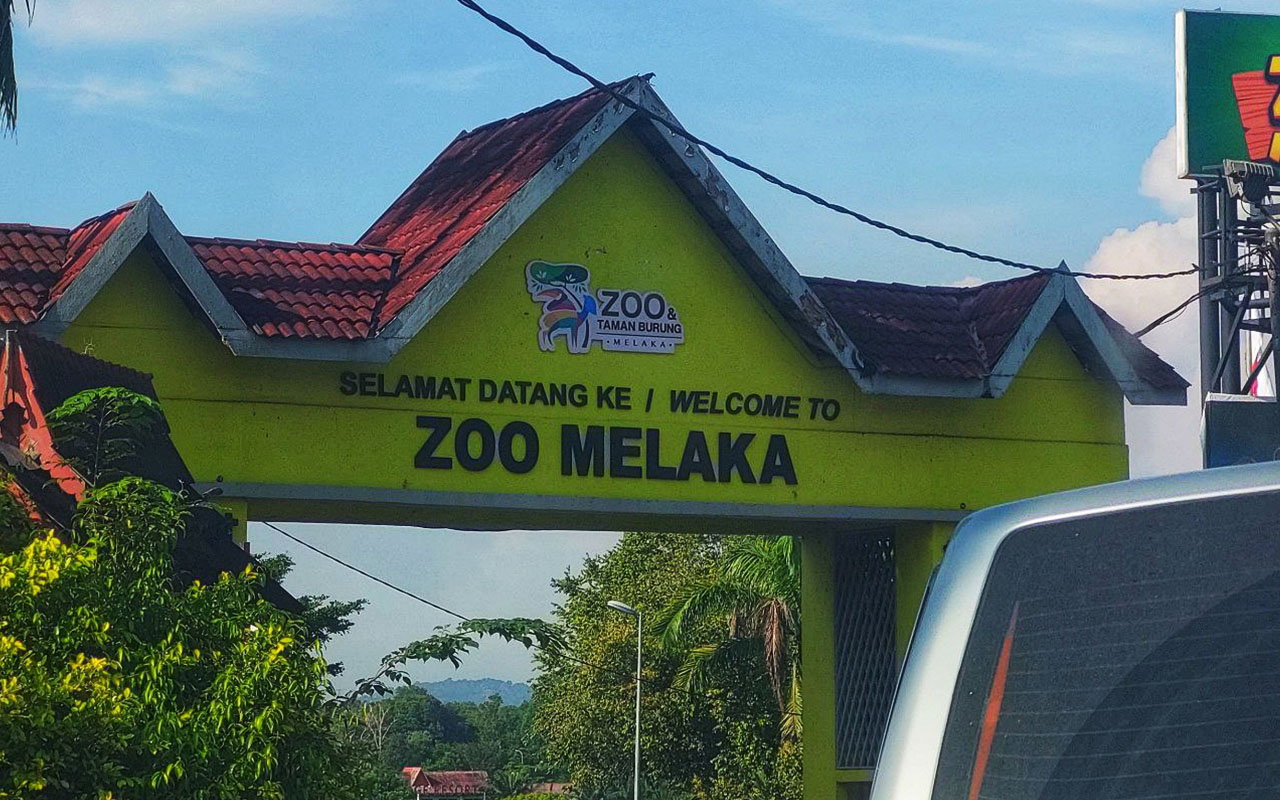 ZOO &
TAMAN BURUNG
• MELAKA •
SELAMAT DATANG KE / WELCOME TO
ZOO MELAKA